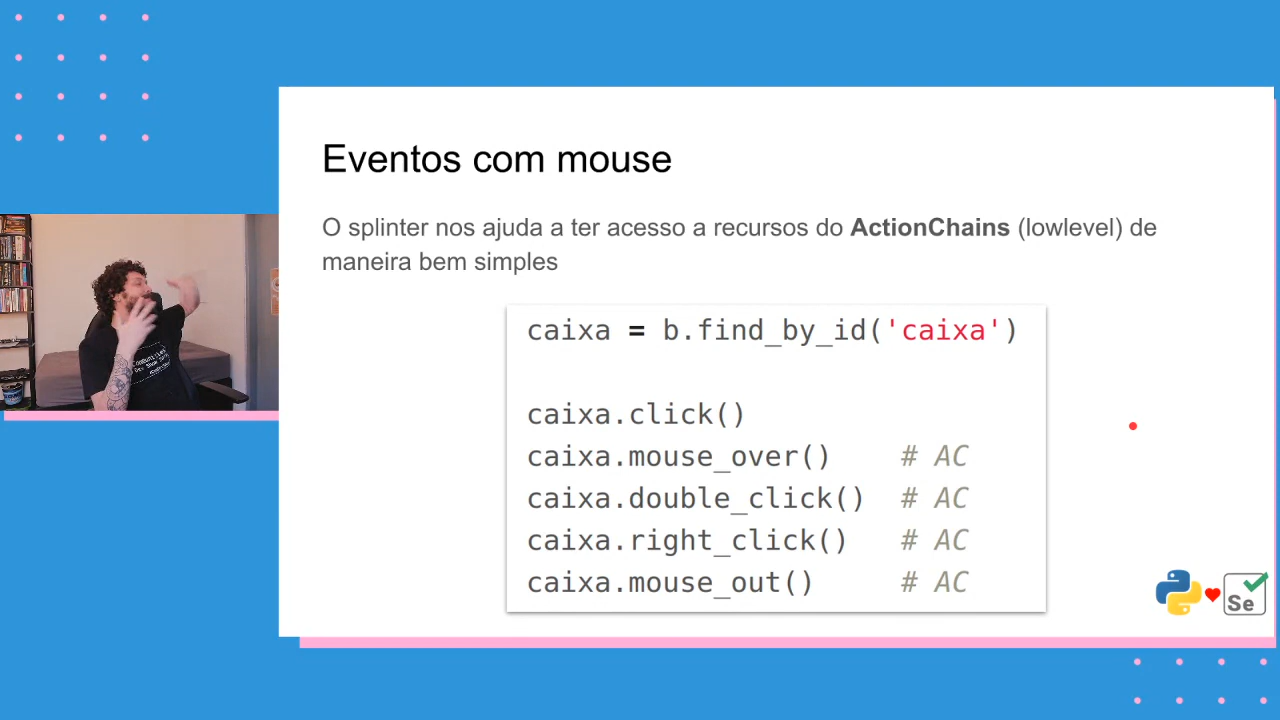 Eventos com mouse
O splinter nos ajuda a ter acesso a recursos do ActionChains (lowlevel) de
maneira bem simples
caixa = b.find_by_id('caixa')
caixa.click()
caixa.mouse_over()    # AC
caixa.double_click()  # AC
caixa.right_click()   # AC
caixa.mouse_out()     # AC
Se